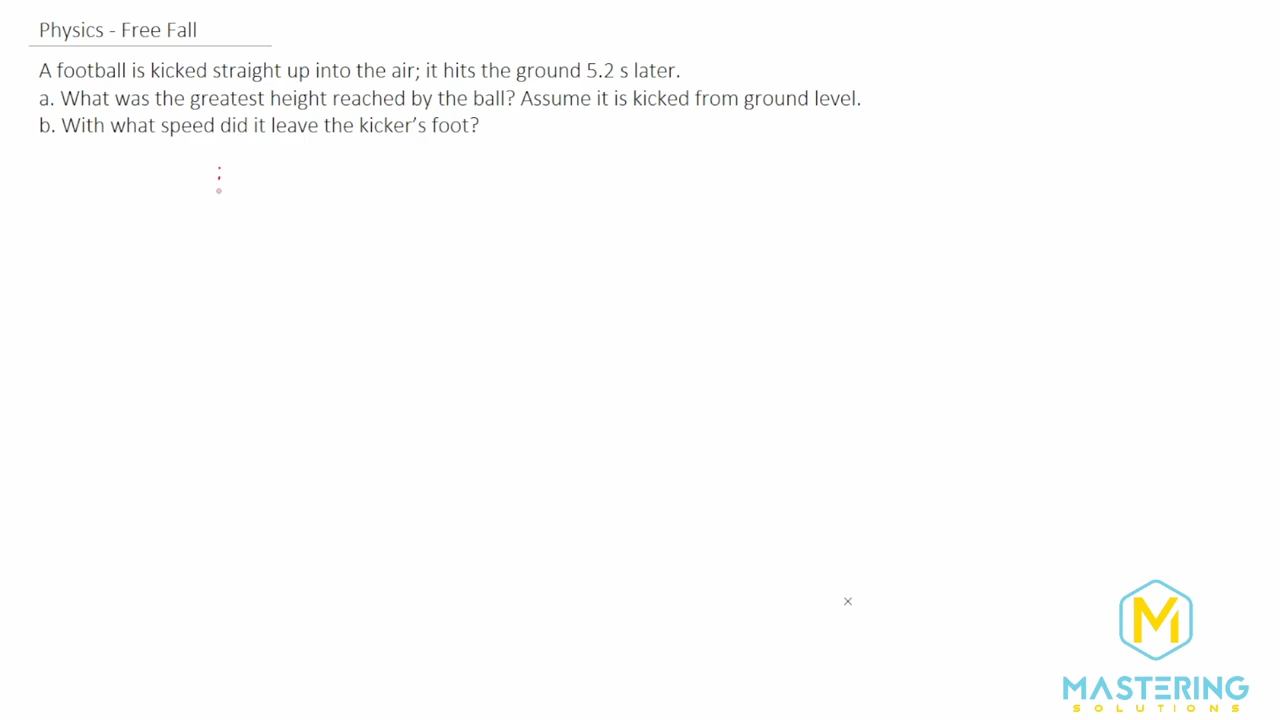 Physics - Free Fall
A football is kicked straight up into the air; it hits the ground 5.2 s later.
a. What was the greatest height reached by the ball? Assume it is kicked from ground level.
b. With what speed did it leave the kicker’s foot?
M
MASTERING
SOLUTIONS